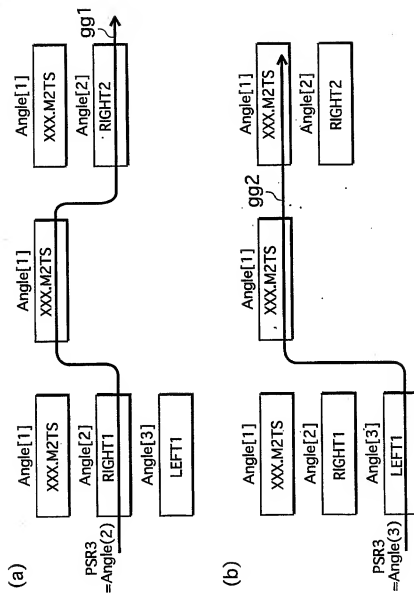 (a)
Angle[1]
XXX.M2TS
Angle[2]
RIGHT1
Angle[3]
LEFT1
PSR3
=Angle(2)
Angle[1]
XXX.M2TS
Angle[1]
XXX.M2TS
Angle[2]
RIGHT2
gg1
(b)
Angle[1]
XXX.M2TS
Angle[2]
RIGHT1
Angle[3]
LEFT1
PSR3
=Angle(3)
Angle[1]
XXX.M2TS
gg2
Angle[1]
XXX.M2TS
Angle[2]
RIGHT2